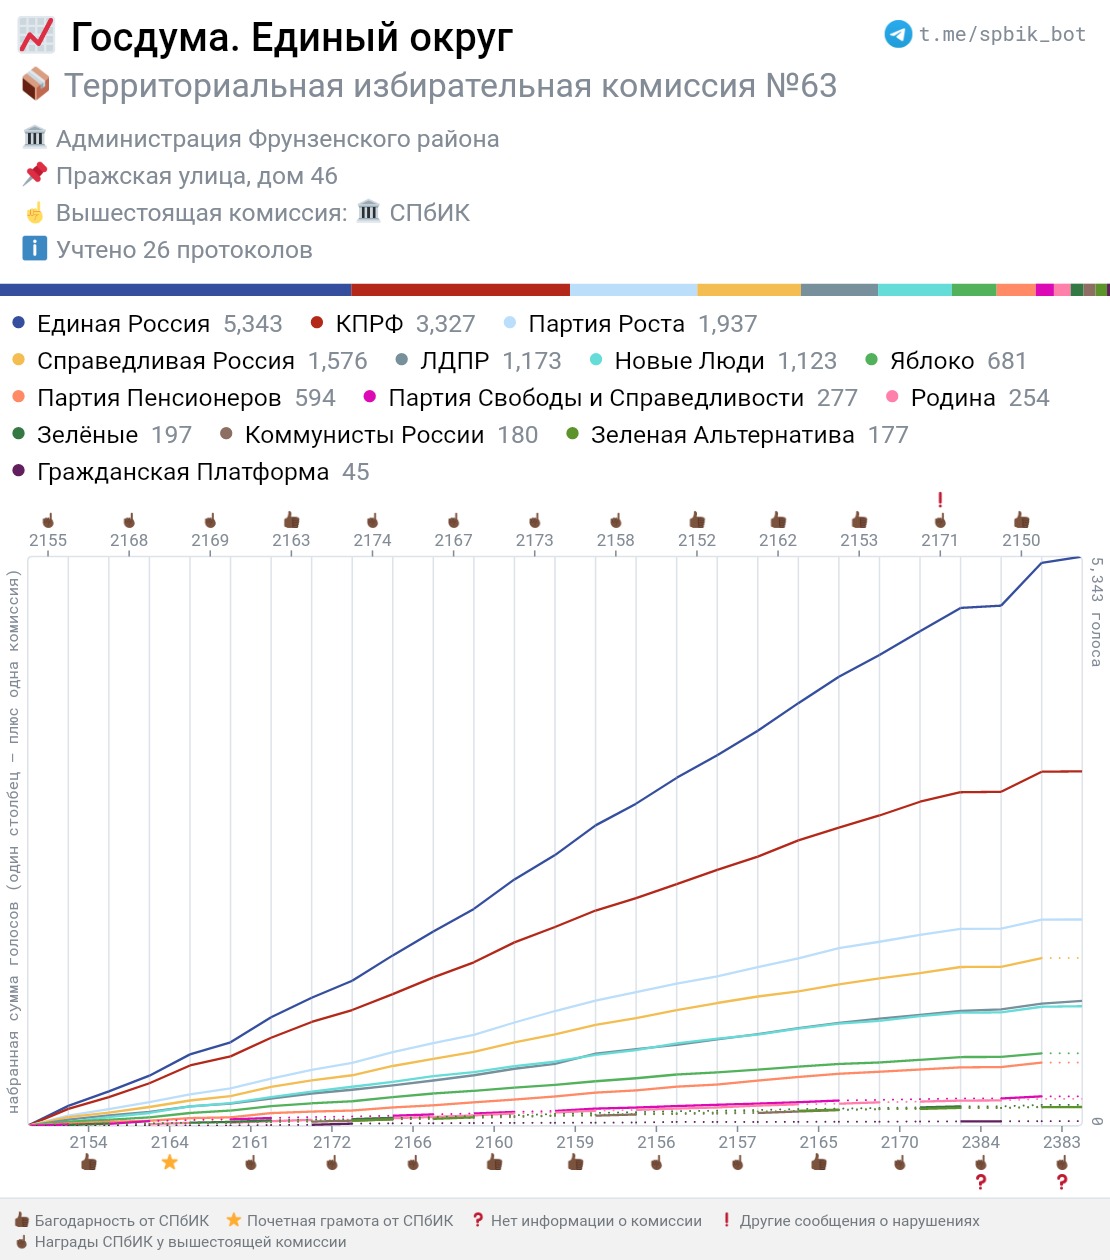 Госдума. Единый округ
t.me/spbik_bot
Территориальная избирательная комиссия №63
Администрация Фрунзенского района
Пражская улица, дом 46
Вышестоящая комиссия: СПбИК
Учтено 26 протоколов
Единая Россия 5,343 КПРФ 3,327 Партия Роста 1,937
Справедливая Россия 1,576 ЛДПР 1,173 Новые Люди 1,123 Яблоко 681
Партия Пенсионеров 594 Партия Свободы и Справедливости 277 Родина 254
Зелёные 197 Коммунисты России 180 Зеленая Альтернатива 177
Гражданская Платформа 45
2155 2168 2169 2163 2174 2167 2173 2158 2152 2162 2153 2171 2150
набранная сумма голосов (один столбец — плюс одна комиссия)
5,343 голоса
0
2154 2164 2161 2172 2166 2160 2159 2156 2157 2165 2170 2384 2383
Багодарность от СПбИК Почетная грамота от СПбИК Нет информации о комиссии Другие сообщения о нарушениях
Награды СПбИК у вышестоящей комиссии